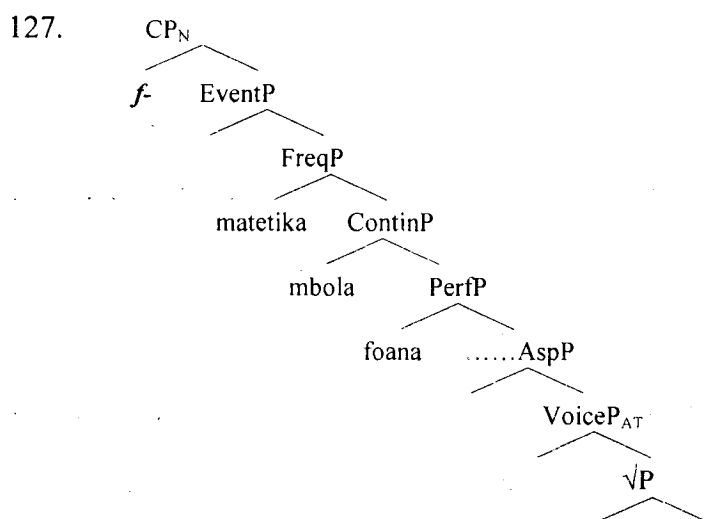 127. CP_N
f- EventP
FreqP
matetika ContinP
mbola PerfP
foana ......AspP
VoiceP_AT
√P